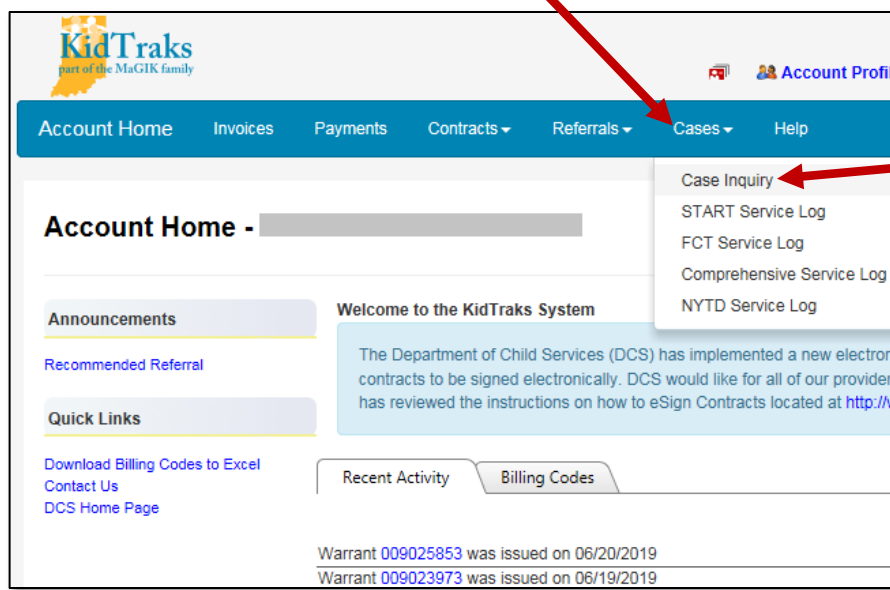 KidTraks
part of the MaGIK family
Account Profil
Account Home Invoices Payments Contracts Referrals Cases Help
Case Inquiry
START Service Log
FCT Service Log
Comprehensive Service Log
NYTD Service Log
Account Home -
Announcements
Recommended Referral
Quick Links
Download Billing Codes to Excel
Contact Us
DCS Home Page
Welcome to the KidTraks System
The Department of Child Services (DCS) has implemented a new electron
contracts to be signed electronically. DCS would like for all of our provider
has reviewed the instructions on how to eSign Contracts located at http://
Recent Activity Billing Codes
Warrant 009025853 was issued on 06/20/2019
Warrant 009023973 was issued on 06/19/2019